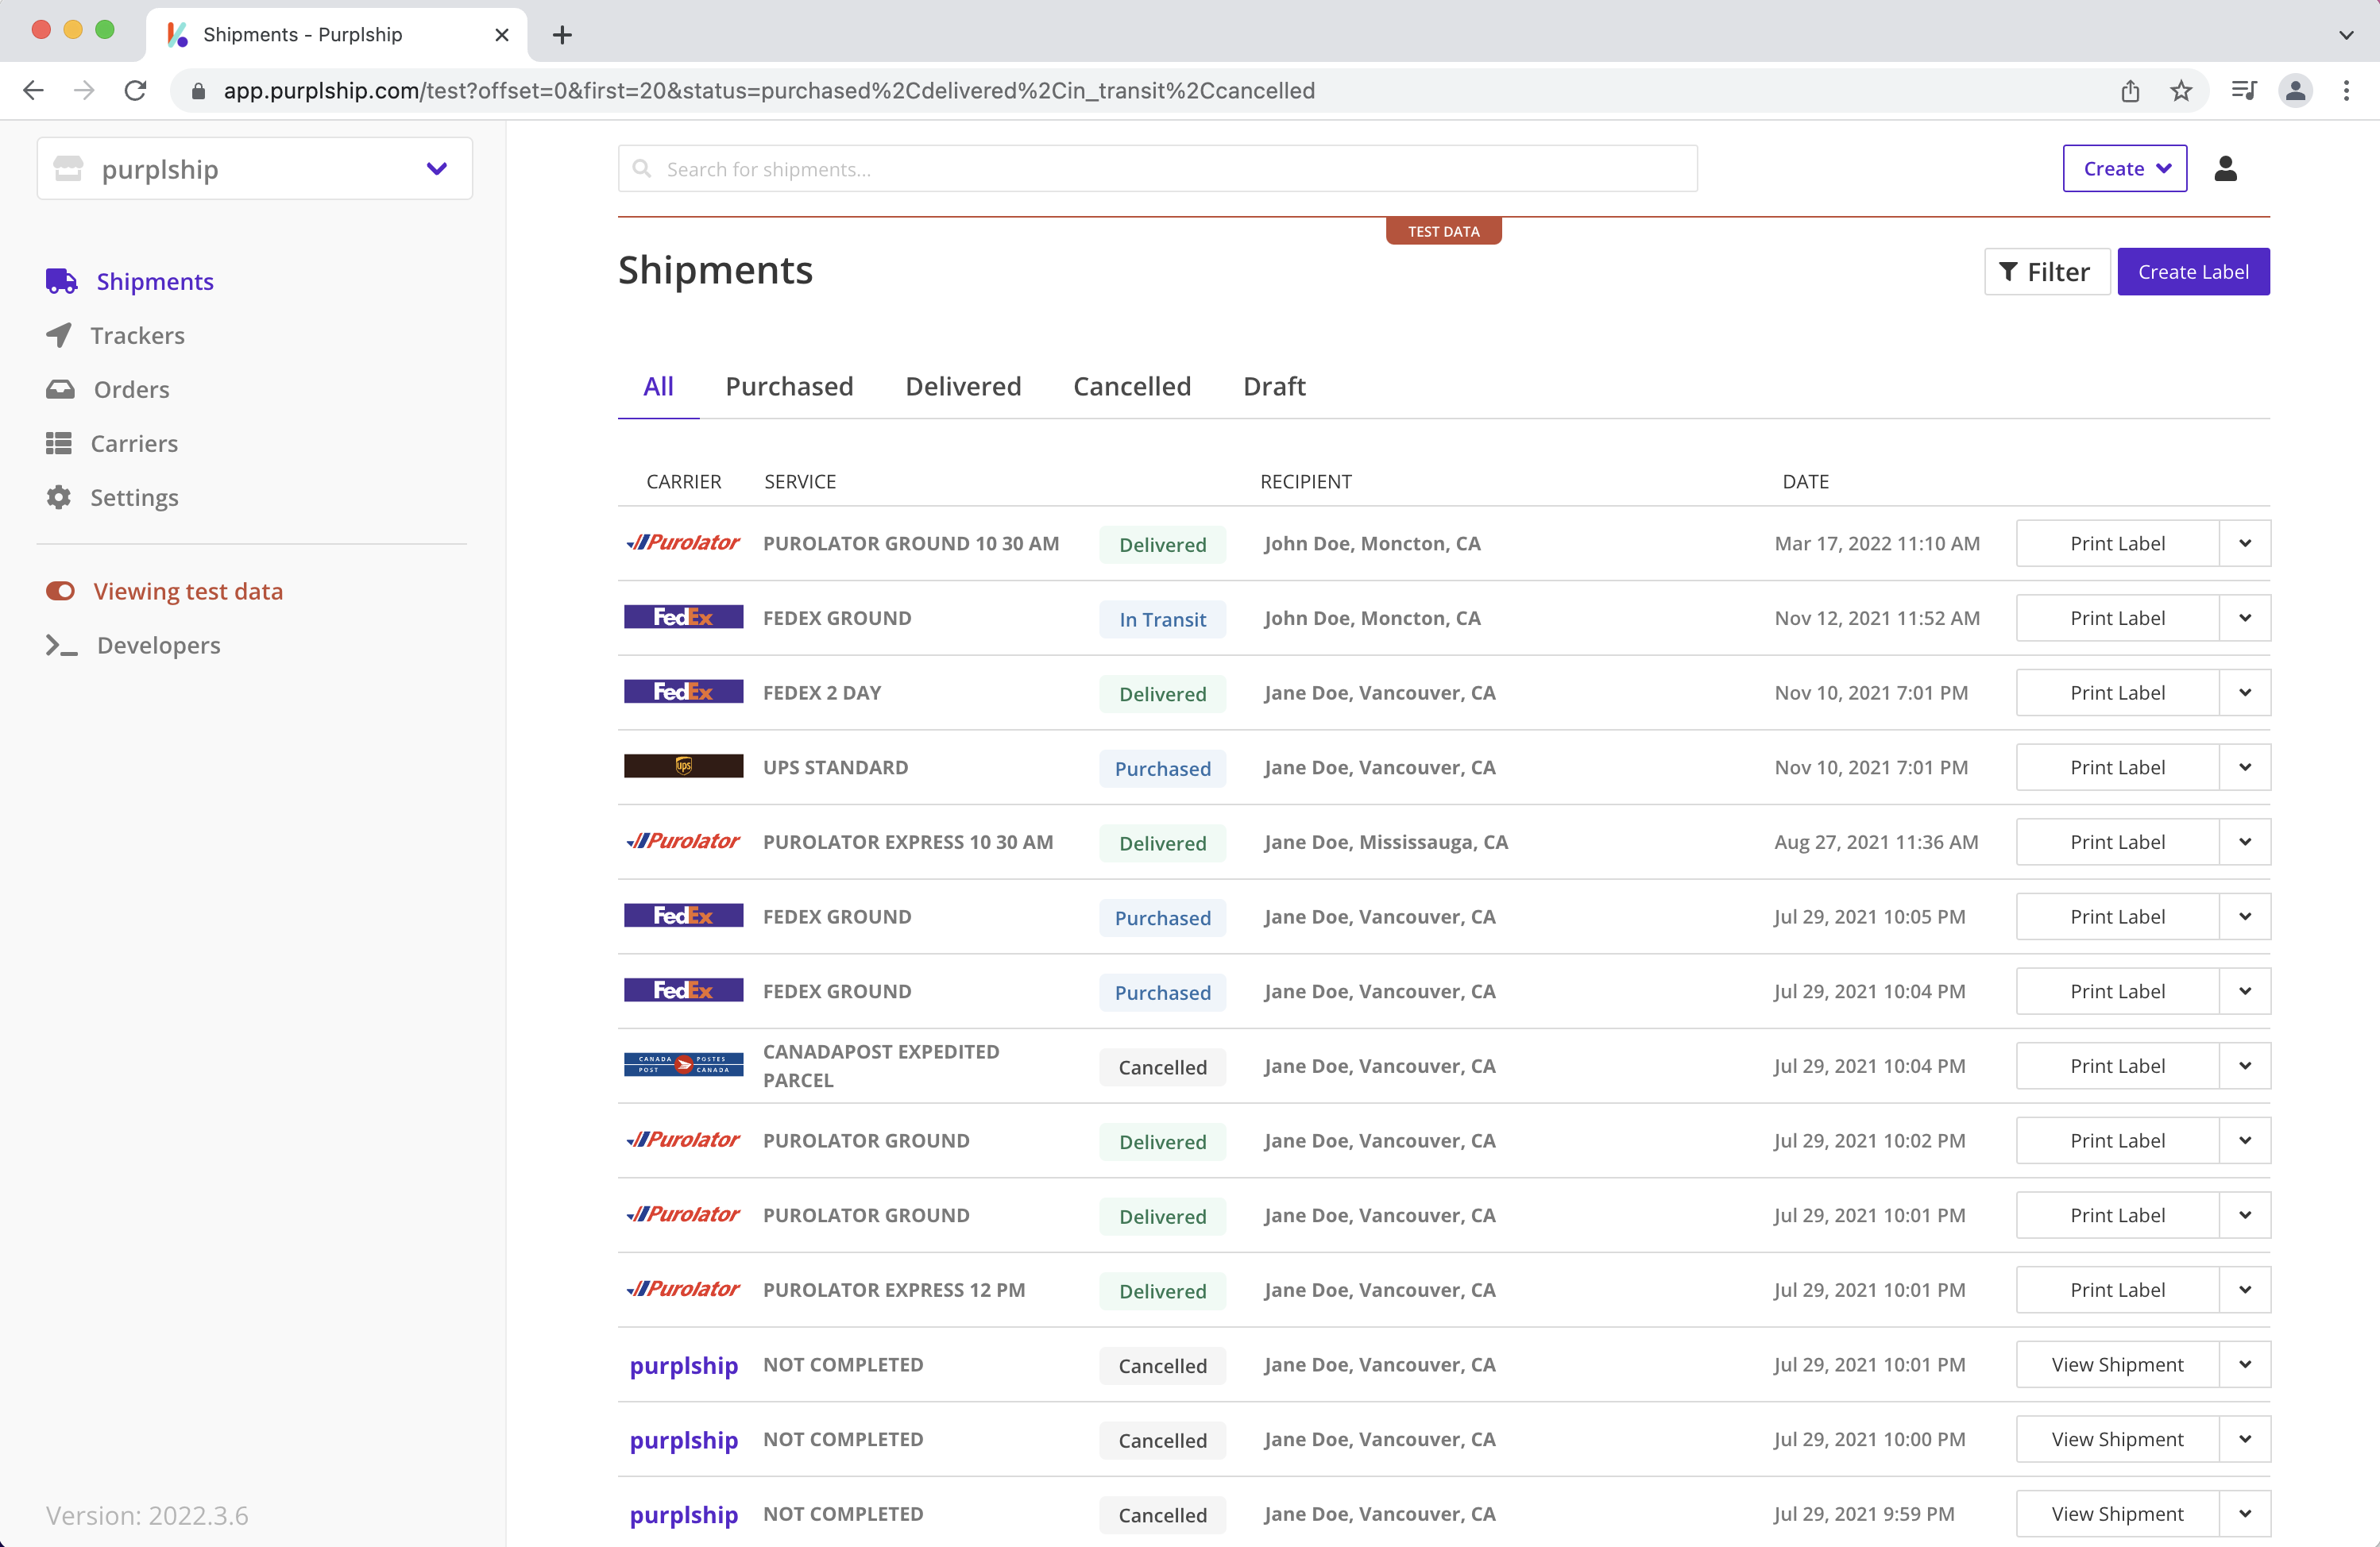 Shipments - Purplship
app.purplship.com/test?offset=0&first=20&status=purchased%2Cdelivered%2Cin_transit%2Ccancelled
purplship
Search for shipments...
Create
TEST DATA
Shipments
Filter
Create Label
Shipments
Trackers
Orders
Carriers
Settings
Viewing test data
Developers
All Purchased Delivered Cancelled Draft
CARRIER SERVICE RECIPIENT DATE
Purolator PUROLATOR GROUND 10 30 AM Delivered John Doe, Moncton, CA Mar 17, 2022 11:10 AM Print Label
FedEx FEDEX GROUND In Transit John Doe, Moncton, CA Nov 12, 2021 11:52 AM Print Label
FedEx FEDEX 2 DAY Delivered Jane Doe, Vancouver, CA Nov 10, 2021 7:01 PM Print Label
ups UPS STANDARD Purchased Jane Doe, Vancouver, CA Nov 10, 2021 7:01 PM Print Label
Purolator PUROLATOR EXPRESS 10 30 AM Delivered Jane Doe, Mississauga, CA Aug 27, 2021 11:36 AM Print Label
FedEx FEDEX GROUND Purchased Jane Doe, Vancouver, CA Jul 29, 2021 10:05 PM Print Label
FedEx FEDEX GROUND Purchased Jane Doe, Vancouver, CA Jul 29, 2021 10:04 PM Print Label
CANADA POSTES
POST CANADA
CANADAPOST EXPEDITED
PARCEL
Cancelled Jane Doe, Vancouver, CA Jul 29, 2021 10:04 PM Print Label
Purolator PUROLATOR GROUND Delivered Jane Doe, Vancouver, CA Jul 29, 2021 10:02 PM Print Label
Purolator PUROLATOR GROUND Delivered Jane Doe, Vancouver, CA Jul 29, 2021 10:01 PM Print Label
Purolator PUROLATOR EXPRESS 12 PM Delivered Jane Doe, Vancouver, CA Jul 29, 2021 10:01 PM Print Label
purplship NOT COMPLETED Cancelled Jane Doe, Vancouver, CA Jul 29, 2021 10:01 PM View Shipment
purplship NOT COMPLETED Cancelled Jane Doe, Vancouver, CA Jul 29, 2021 10:00 PM View Shipment
purplship NOT COMPLETED Cancelled Jane Doe, Vancouver, CA Jul 29, 2021 9:59 PM View Shipment
Version: 2022.3.6